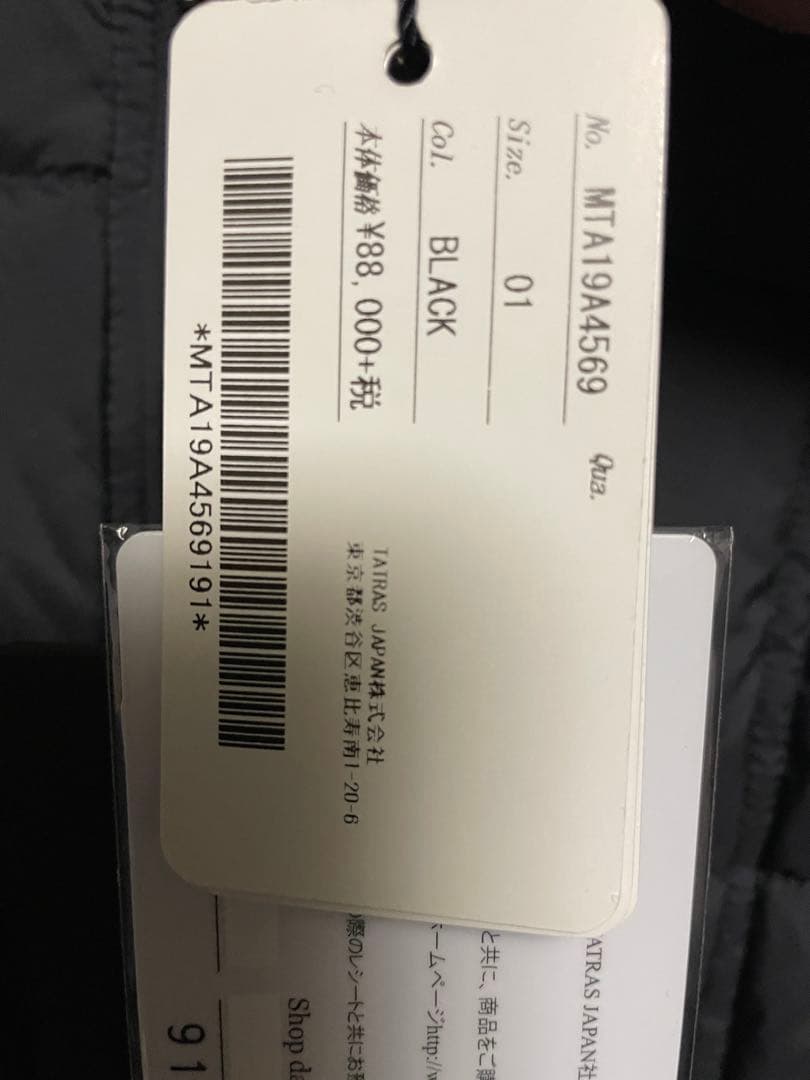 No. MTA19A4569 Qua.
Size. 01
Col. BLACK
本体価格 ¥88,000+税
TATRAS JAPAN株式会社
東京都渋谷区恵比寿南1-20-6
*MTA19A4569191*
ATRAS JAPAN社
と共に、商品をご購
ホームページhttp://w
際のレシートと共にお
Shop da
91